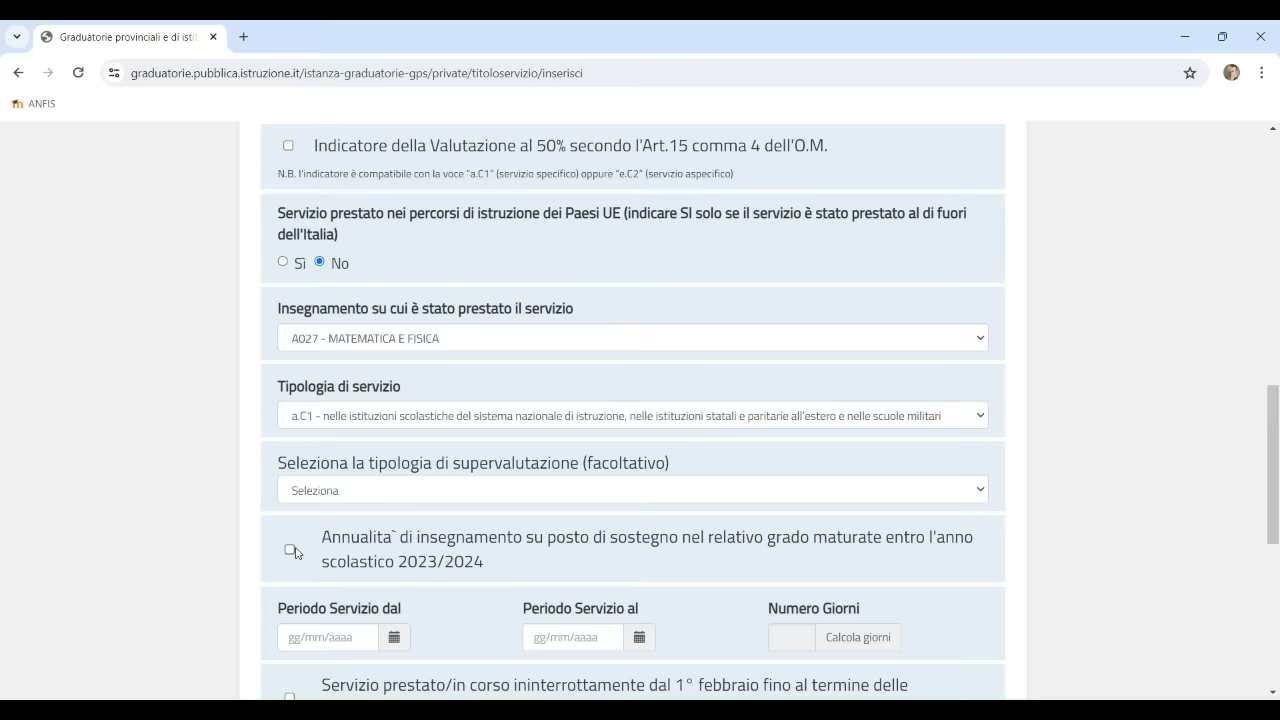 Graduatorie provinciali e di istit
graduatorie.pubblica.istruzione.it/istanza-graduatorie-gps/private/titoloservizio/inserisci
ANFIS
Indicatore della Valutazione al 50% secondo l'Art.15 comma 4 dell'O.M.
N.B. l'indicatore è compatibile con la voce "a.C1" (servizio specifico) oppure "e.C2" (servizio aspecifico)
Servizio prestato nei percorsi di istruzione dei Paesi UE (indicare SI solo se il servizio è stato prestato al di fuori
dell'Italia)
Sì No
Insegnamento su cui è stato prestato il servizio
A027 - MATEMATICA E FISICA
Tipologia di servizio
a.C1 - nelle istituzioni scolastiche del sistema nazionale di istruzione, nelle istituzioni statali e paritarie all'estero e nelle scuole militari
Seleziona la tipologia di supervalutazione (facoltativo)
Seleziona
Annualita` di insegnamento su posto di sostegno nel relativo grado maturate entro l'anno
scolastico 2023/2024
Periodo Servizio dal Periodo Servizio al Numero Giorni
gg/mm/aaaa gg/mm/aaaa Calcola giorni
Servizio prestato/in corso ininterrottamente dal 1° febbraio fino al termine delle